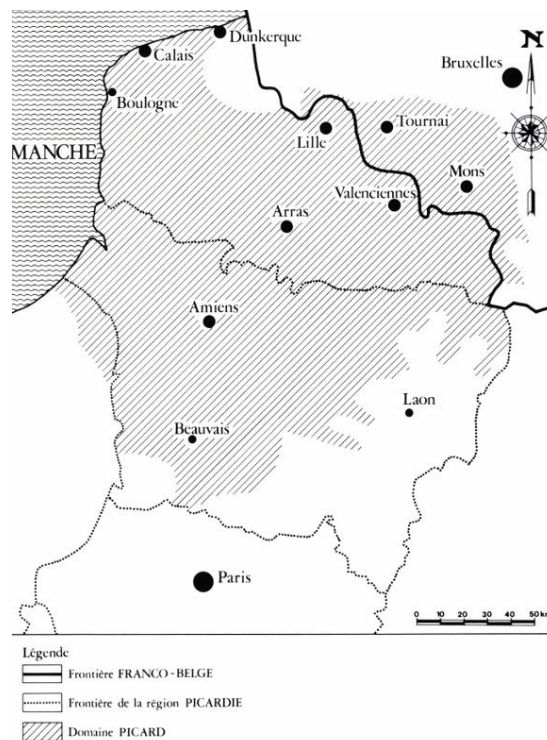 Dunkerque
N
Calais
Bruxelles
Boulogne
Lille
Tournai
MANCHE
Mons
Valenciennes
Arras
Amiens
Laon
Beauvais
Paris
0 10 20 30 40 50 km
Légende
Frontière FRANCO-BELGE
Frontière de la région PICARDIE
Domaine PICARD